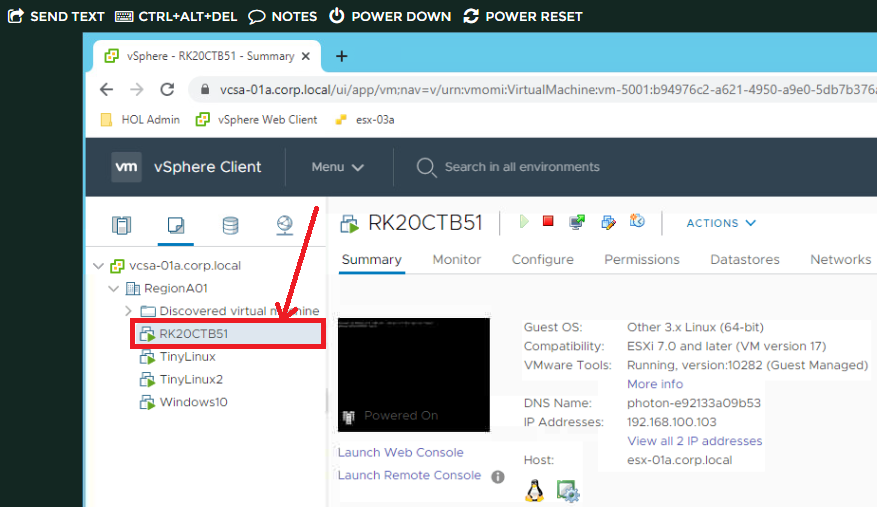 SEND TEXT CTRL+ALT+DEL NOTES POWER DOWN POWER RESET
vSphere - RK20CTB51 - Summary
vcsa-01a.corp.local/ui/app/vm;nav=v/urn:vmomi:VirtualMachine:vm-5001:b94976c2-a621-4950-a9e0-5db7b376a
HOL Admin vSphere Web Client esx-03a
vm vSphere Client Menu Search in all environments
RK20CTB51 ACTIONS
Summary Monitor Configure Permissions Datastores Networks
vcsa-01a.corp.local
RegionA01
Discovered virtual machine
RK20CTB51
TinyLinux
TinyLinux2
Windows10
Powered On
Launch Web Console
Launch Remote Console
Guest OS: Other 3.x Linux (64-bit)
Compatibility: ESXi 7.0 and later (VM version 17)
VMware Tools: Running, version:10282 (Guest Managed)
More info
DNS Name: photon-e92133a09b53
IP Addresses: 192.168.100.103
View all 2 IP addresses
Host: esx-01a.corp.local